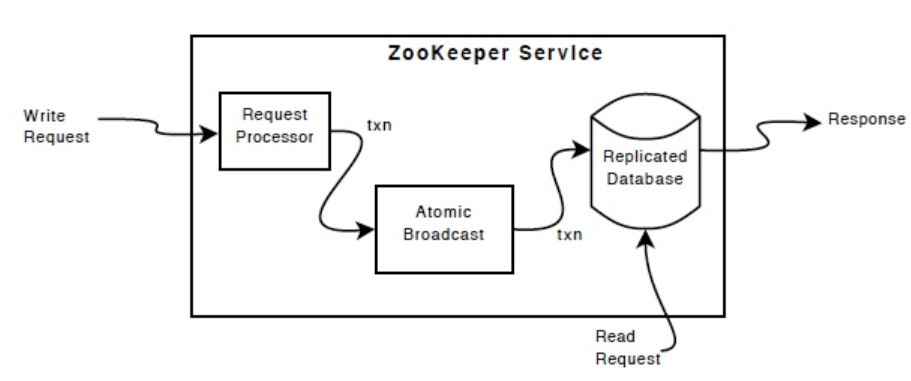 ZooKeeper Service
Write
Request
Request
Processor
txn
Atomic
Broadcast
txn
Replicated
Database
Response
Read
Request